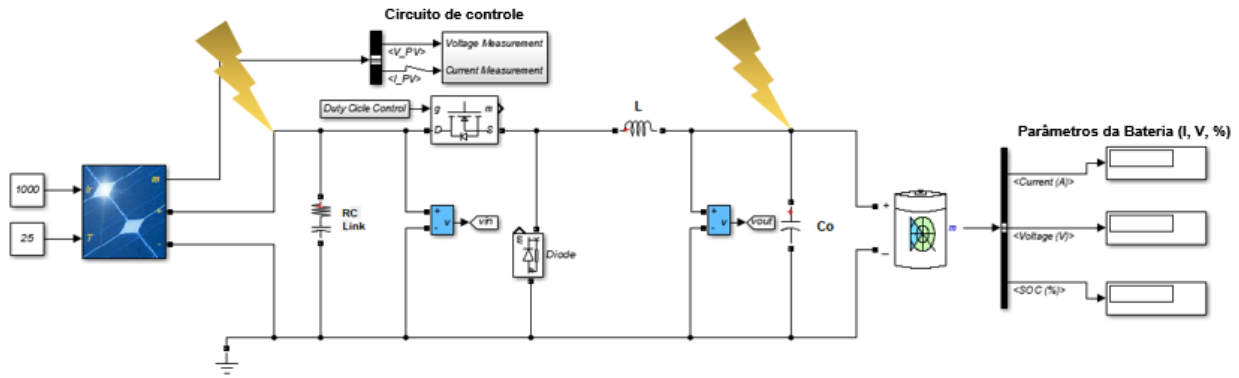 Circuito de controle
<V_PV>
Voltage Measurement
<I_PV>
Current Measurement
Duty Cicle Control
g
m
D
S
L
Parâmetros da Bateria (I, V, %)
1000
Ir
m
<Current (A)>
+
RC
Link
+
v
vin
-
+
v
vout
-
Co
+
m
<Voltage (V)>
25
T
-
m
Diode
_
<SOC (%)>